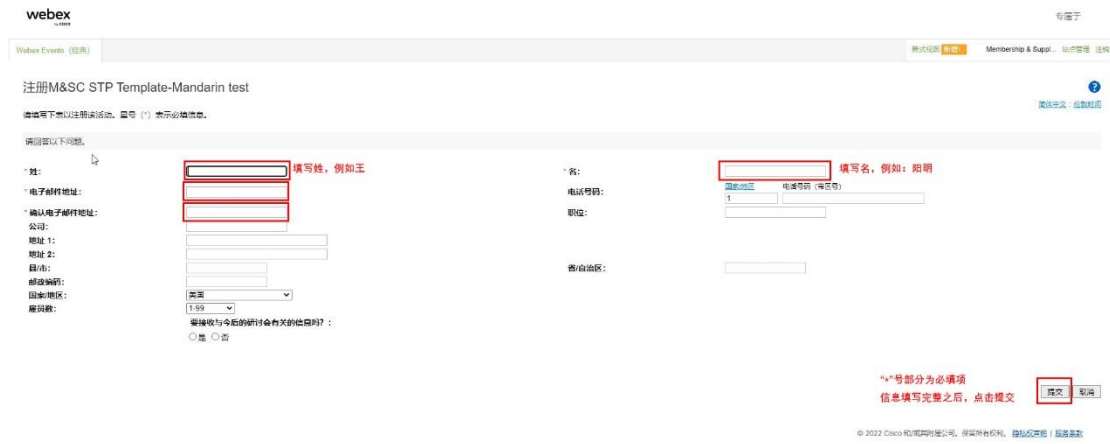 webex
by CISCO
专属于
Webex Events (经典)
新式视图 新增! Membership & Suppl... 站点管理 注销
注册M&SC STP Template-Mandarin test
简体中文 : 伦敦时间
请填写下表以注册该活动。星号 (*) 表示必填信息。
请回答以下问题。
* 姓: 填写姓，例如王 * 名: 填写名，例如：阳明
* 电子邮件地址: 电话号码: 国家/地区 电话号码 (带区号)
1
* 确认电子邮件地址: 职位:
公司:
地址 1:
地址 2:
县/市: 省/自治区:
邮政编码:
国家/地区: 美国
雇员数: 1-99
要接收与今后的研讨会有关的信息吗? :
是 否
“*”号部分为必填项
信息填写完整之后，点击提交 提交 取消
© 2022 Cisco 和/或其附属公司。保留所有权利。 隐私权声明 | 服务条款